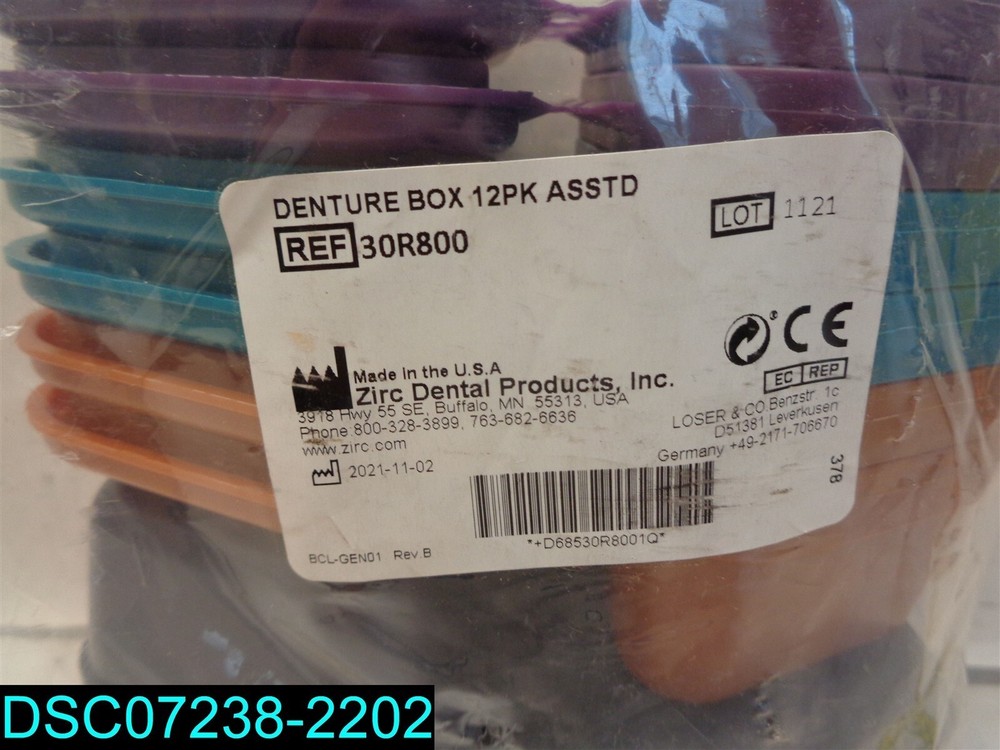 DENTURE BOX 12PK ASSTD
REF 30R800
LOT 1121
CE
EC REP
Made in the U.S.A
Zirc Dental Products, Inc.
3918 Hwy 55 SE, Buffalo, MN 55313, USA
Phone:800-328-3899, 763-682-6636
www.zirc.com
LOSER & CO.Benzstr. 1c
D51381 Leverkusen
Germany +49-2171-706670
2021-11-02
378
*+D68530R8001Q*
BCL-GEN01 Rev.B
DSC07238-2202